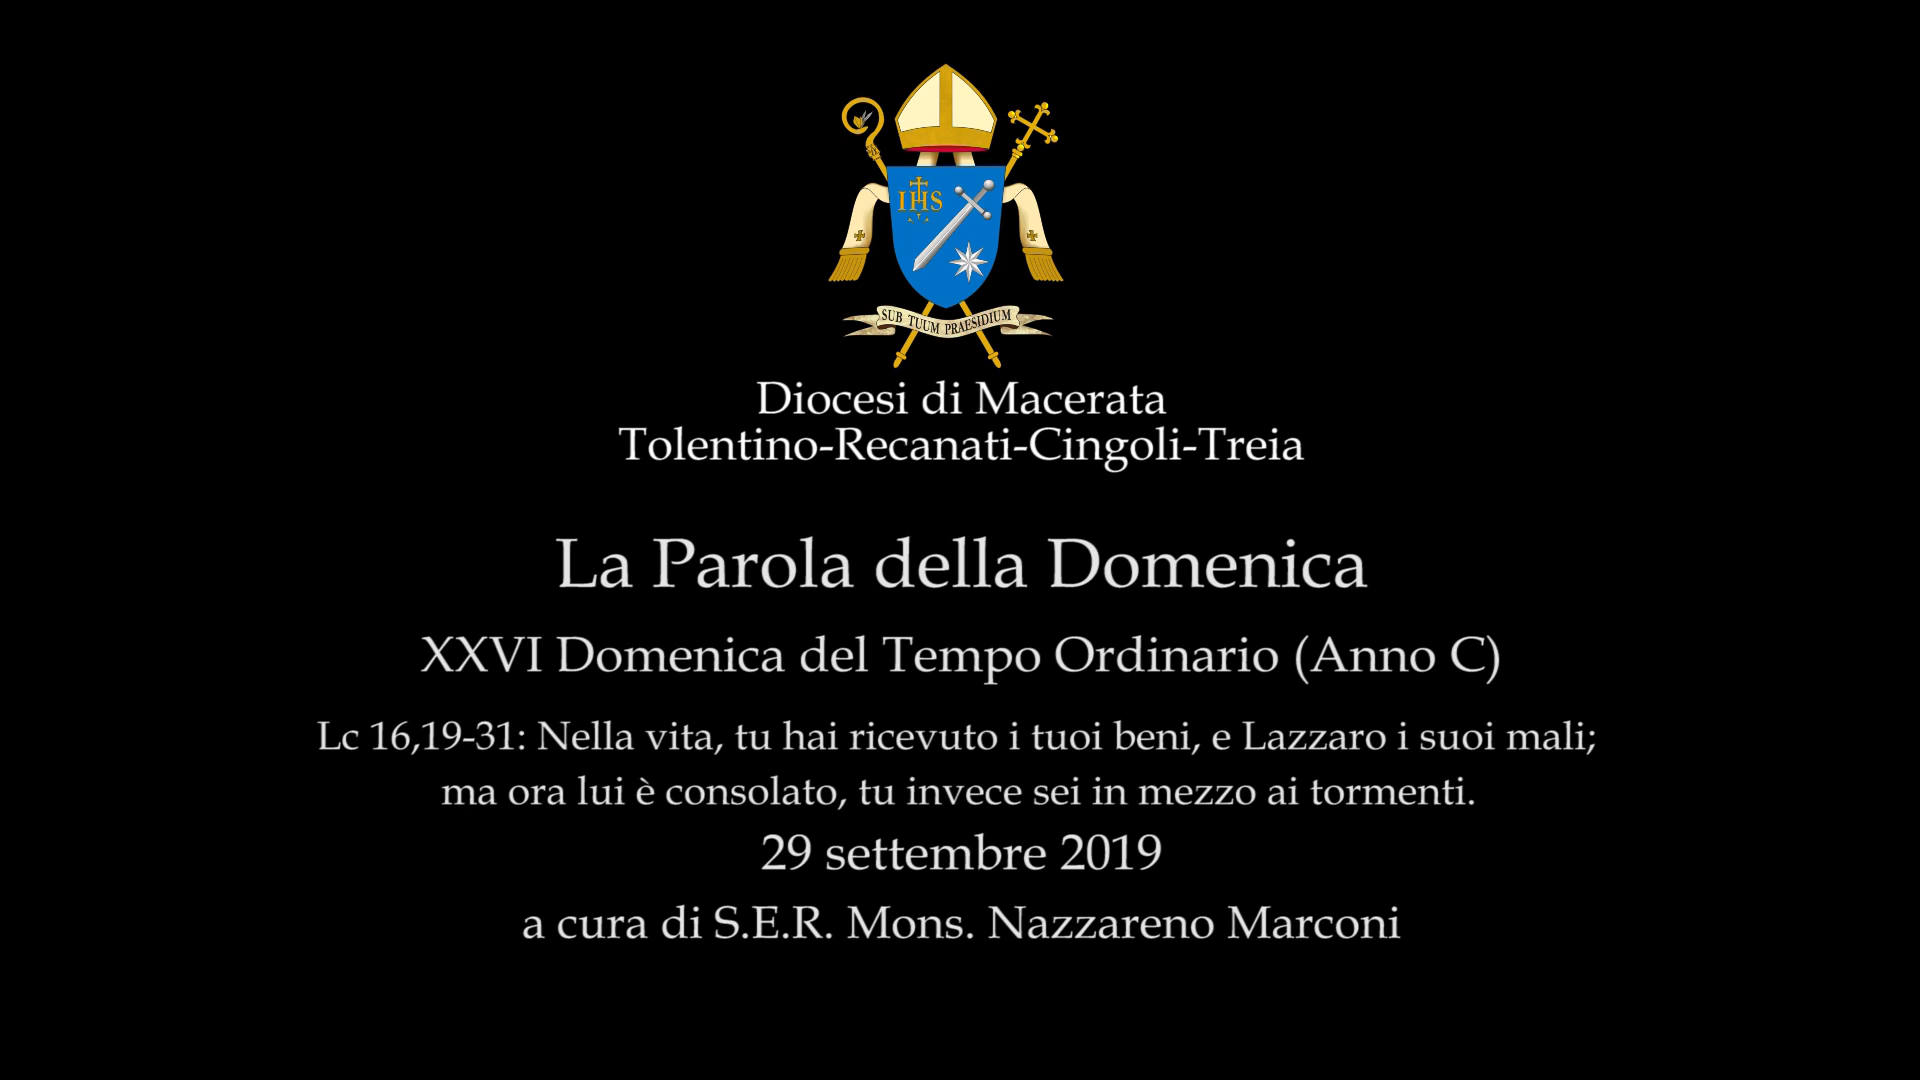 IHS
SUB TUUM PRAESIDIUM
Diocesi di Macerata
Tolentino-Recanati-Cingoli-Treia
La Parola della Domenica
XXVI Domenica del Tempo Ordinario (Anno C)
Lc 16,19-31: Nella vita, tu hai ricevuto i tuoi beni, e Lazzaro i suoi mali;
ma ora lui è consolato, tu invece sei in mezzo ai tormenti.
29 settembre 2019
a cura di S.E.R. Mons. Nazzareno Marconi